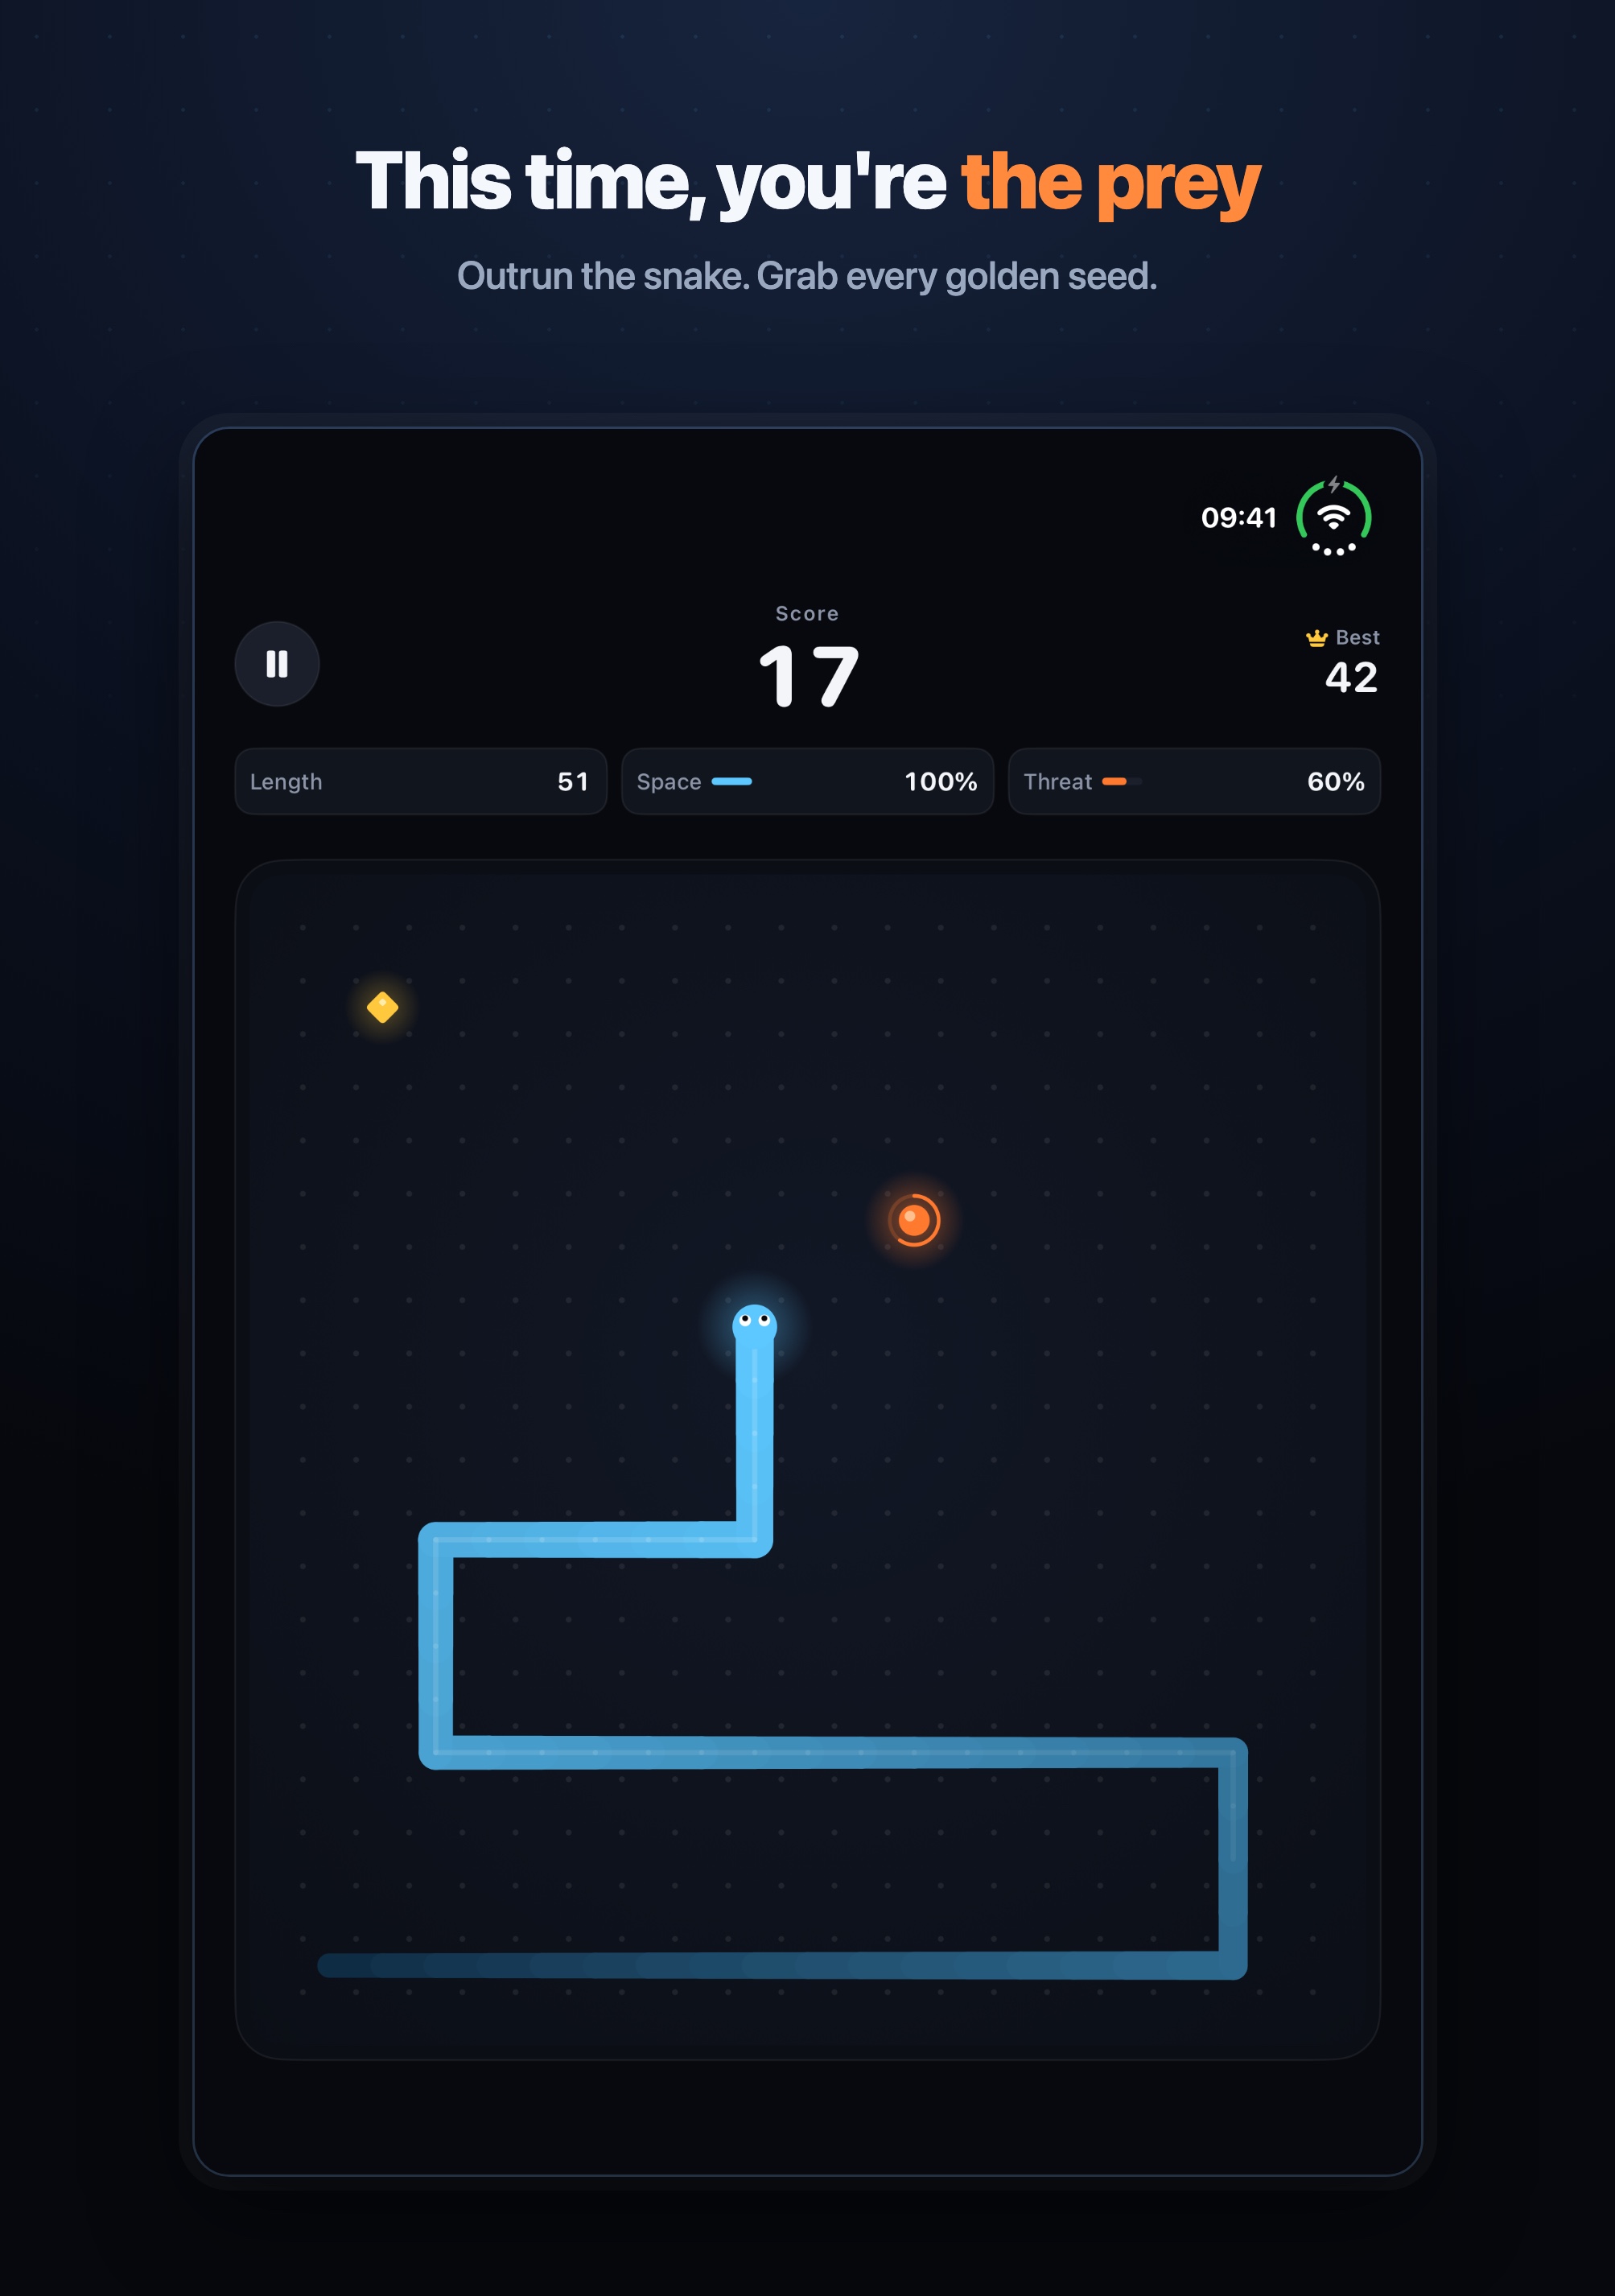 This time, you're the prey
Outrun the snake. Grab every golden seed.
09:41
Score
17
Best
42
Length 51
Space 100%
Threat 60%